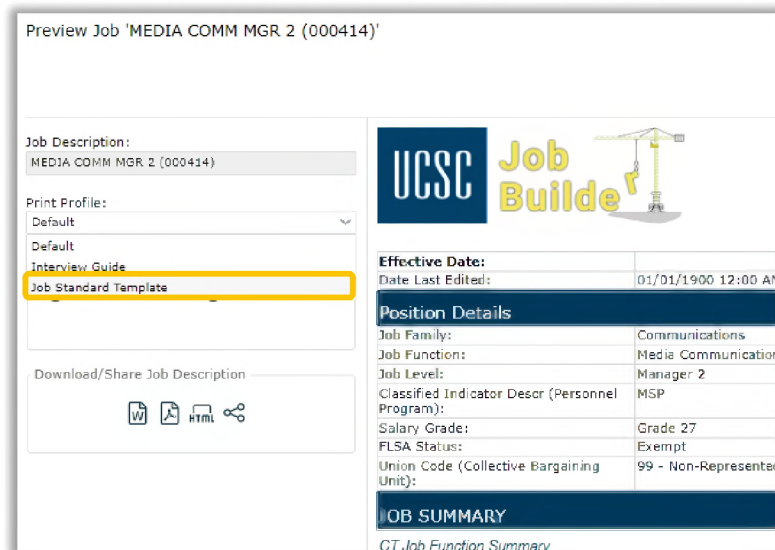 Preview Job 'MEDIA COMM MGR 2 (000414)'
Job Description:
MEDIA COMM MGR 2 (000414)
Print Profile:
Default
Default
Interview Guide
Job Standard Template
Download/Share Job Description
W
HTML
UCSC
Job
Builder
Effective Date:
Date Last Edited: 01/01/1900 12:00 AM
Position Details
Job Family: Communications
Job Function: Media Communication
Job Level: Manager 2
Classified Indicator Descr (Personnel MSP
Program):
Salary Grade: Grade 27
FLSA Status: Exempt
Union Code (Collective Bargaining 99 - Non-Represented
Unit):
JOB SUMMARY
CT Job Function Summary